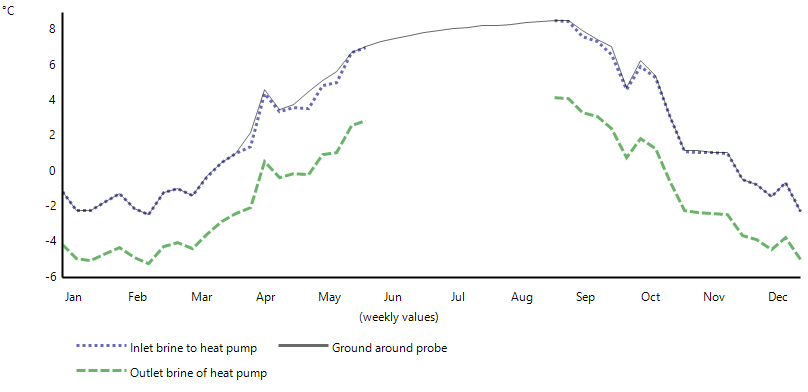 °C
8
6
4
2
0
-2
-4
-6
Jan Feb Mar Apr May Jun Jul Aug Sep Oct Nov Dec
(weekly values)
Inlet brine to heat pump Ground around probe
Outlet brine of heat pump